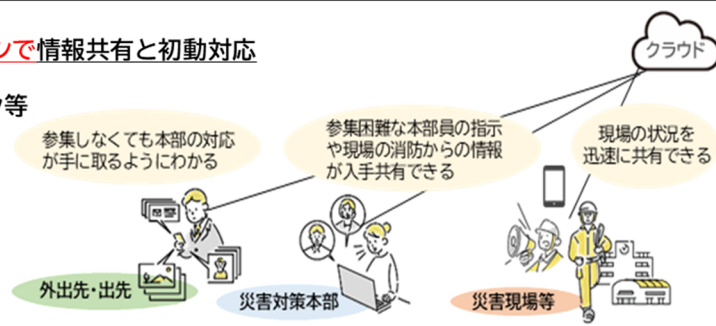 ンで情報共有と初動対応
クラウド
等
参集しなくても本部の対応
が手に取るようにわかる
参集困難な本部員の指示
や現場の消防からの情報
が入手共有できる
現場の状況を
迅速に共有できる
外出先・出先
災害対策本部
災害現場等